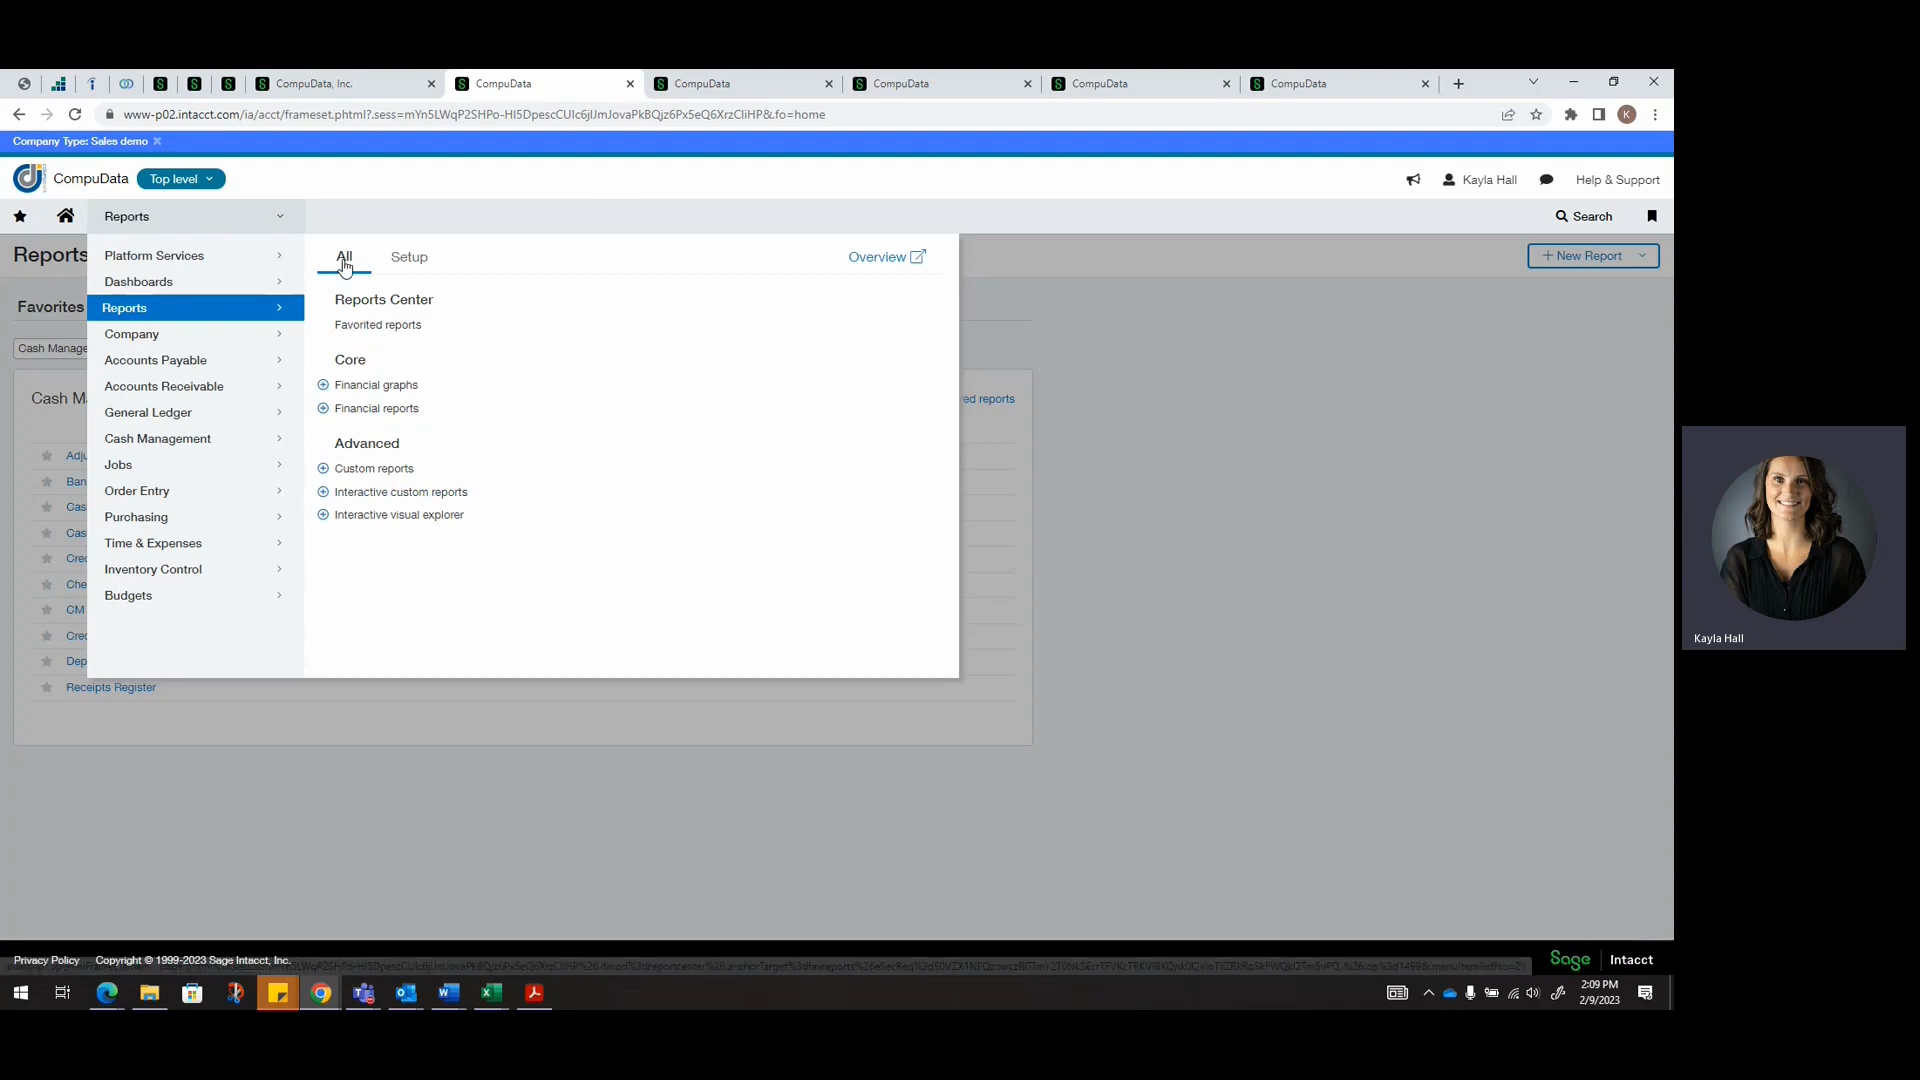 CompuData, Inc.
CompuData
CompuData
CompuData
CompuData
CompuData
www-p02.intacct.com/ia/acct/frameset.phtml?.sess=mYn5LWqP2SHPo-HI5DpescCUIc6jlJmJovaPkBQjz6Px5eQ6XrzCliHP&.fo=home
K
Company Type: Sales demo
CompuData
Top level
Kayla Hall
Help & Support
Reports
Search
Reports
New Report
Platform Services
All
Setup
Overview
Dashboards
Favorites
Reports
Reports Center
Company
Favorited reports
Cash Manage
Accounts Payable
Core
Accounts Receivable
Financial graphs
Cash M
ed reports
General Ledger
Financial reports
Cash Management
Advanced
Adju
Jobs
Custom reports
Ban
Order Entry
Interactive custom reports
Cas
Purchasing
Interactive visual explorer
Cas
Time & Expenses
Cred
Inventory Control
Che
Budgets
CM
Cred
Dep
Receipts Register
Kayla Hall
Privacy Policy
Copyright © 1999-2023 Sage Intacct, Inc.
Sage
Intacct
2:09 PM
2/9/2023